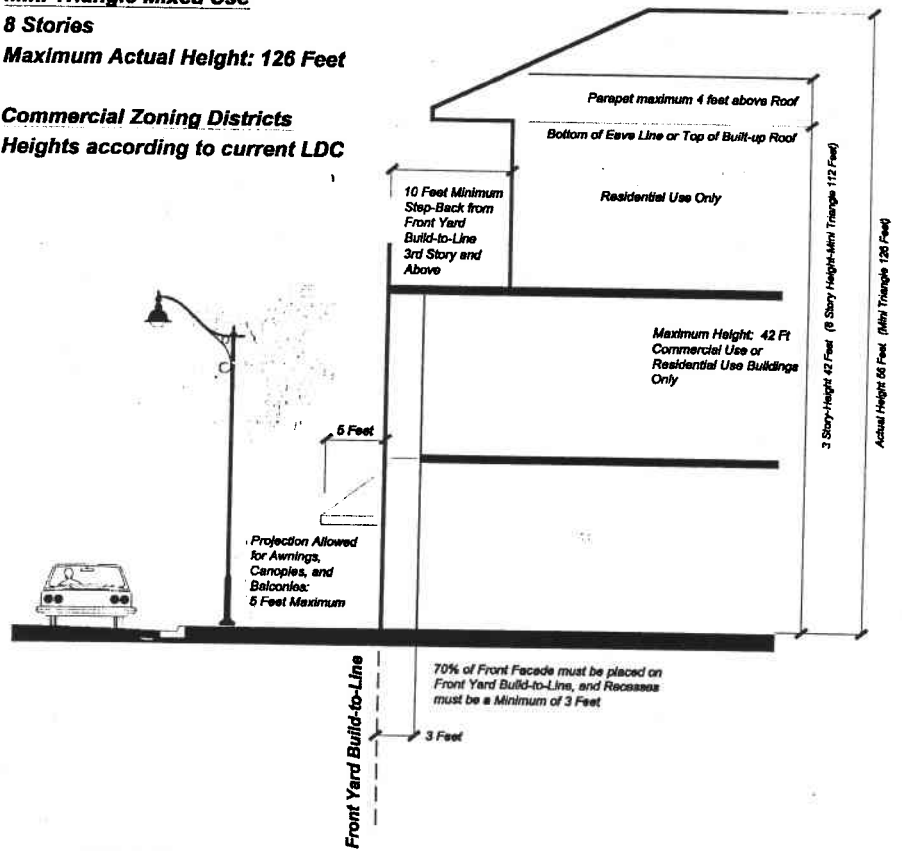 Mini Triangle Mixed Use
8 Stories
Maximum Actual Height: 126 Feet
Commercial Zoning Districts
Heights according to current LDC
Parapet maximum 4 feet above Roof
Bottom of Eave Line or Top of Built-up Roof
10 Feet Minimum
Step-Back from
Front Yard
Build-to-Line
3rd Story and
Above
Residential Use Only
Maximum Height: 42 Ft
Commercial Use or
Residential Use Buildings
Only
3 Story-Height 42 Feet (8 Story Height-Mini Triangle 112 Feet)
Actual Height 56 Feet (Mini Triangle 126 Feet)
5 Feet
Projection Allowed
for Awnings,
Canopies, and
Balconies:
5 Feet Maximum
70% of Front Facade must be placed on
Front Yard Build-to-Line, and Recesses
must be a Minimum of 3 Feet
3 Feet
Front Yard Build-to-Line